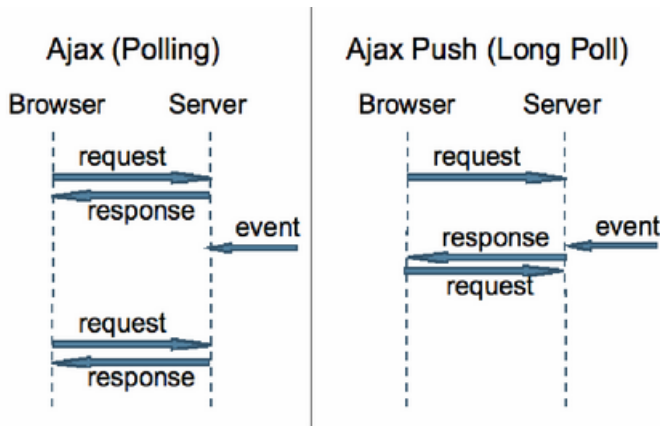 Ajax (Polling)
Browser Server
request
response
event
request
response
Ajax Push (Long Poll)
Browser Server
request
event
response
request